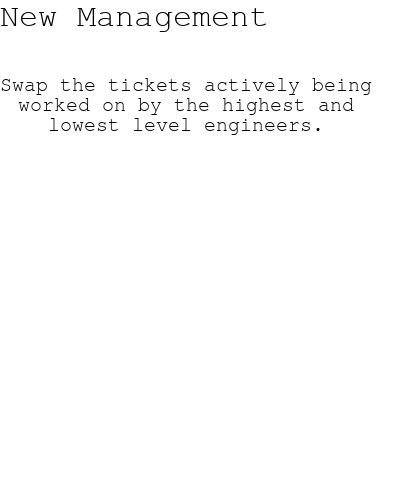 New Management
Swap the tickets actively being
worked on by the highest and
lowest level engineers.